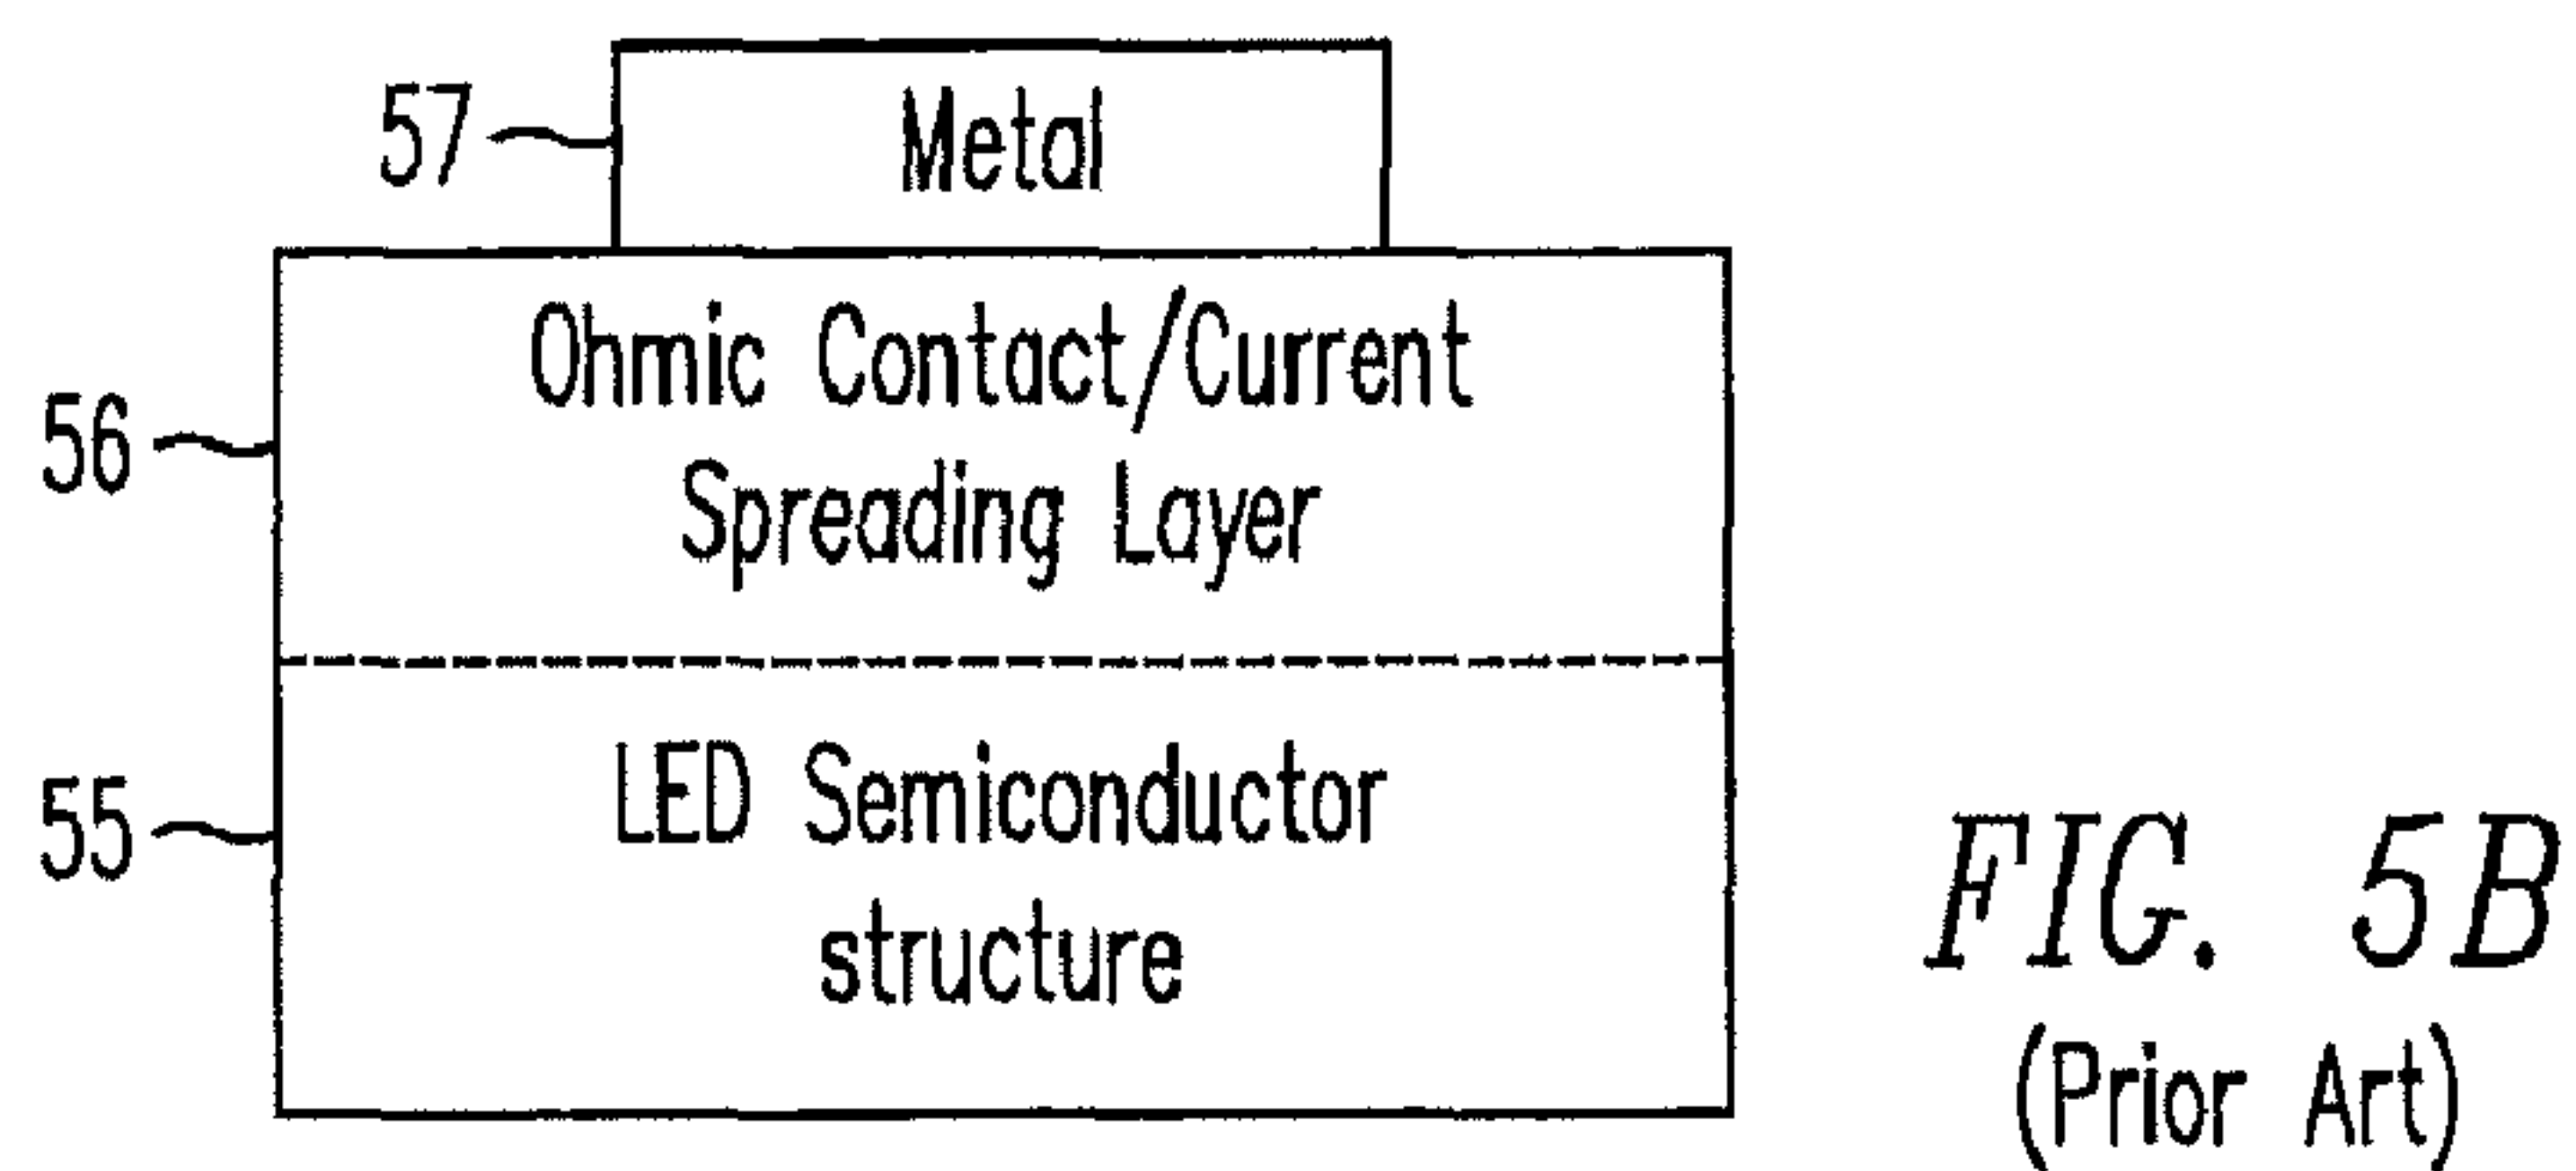 57
Metal
Ohmic Contact/Current
56
Spreading Layer
LED Semiconductor
55
structure
FIG. 5B
(Prior Art)